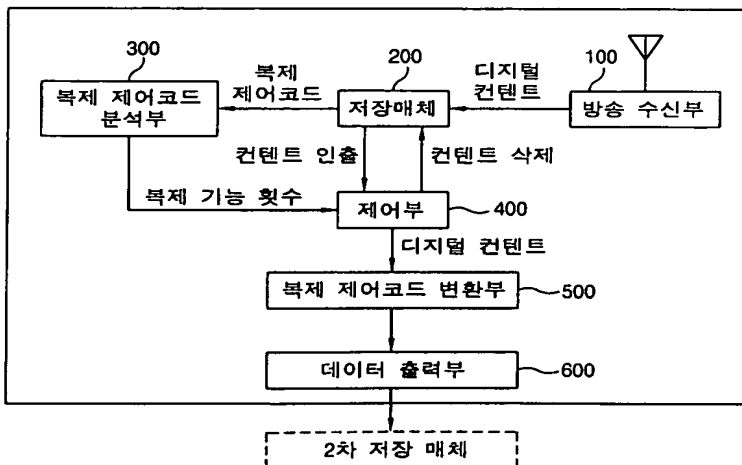 300
복제 제어코드
분석부
복제
제어코드
200
저장매체
디지털
컨텐트
100
방송 수신부
컨텐트 인출
컨텐트 삭제
복제 가능 횟수
제어부
400
디지털 컨텐트
복제 제어코드 변환부
500
데이터 출력부
600
2차 저장 매체